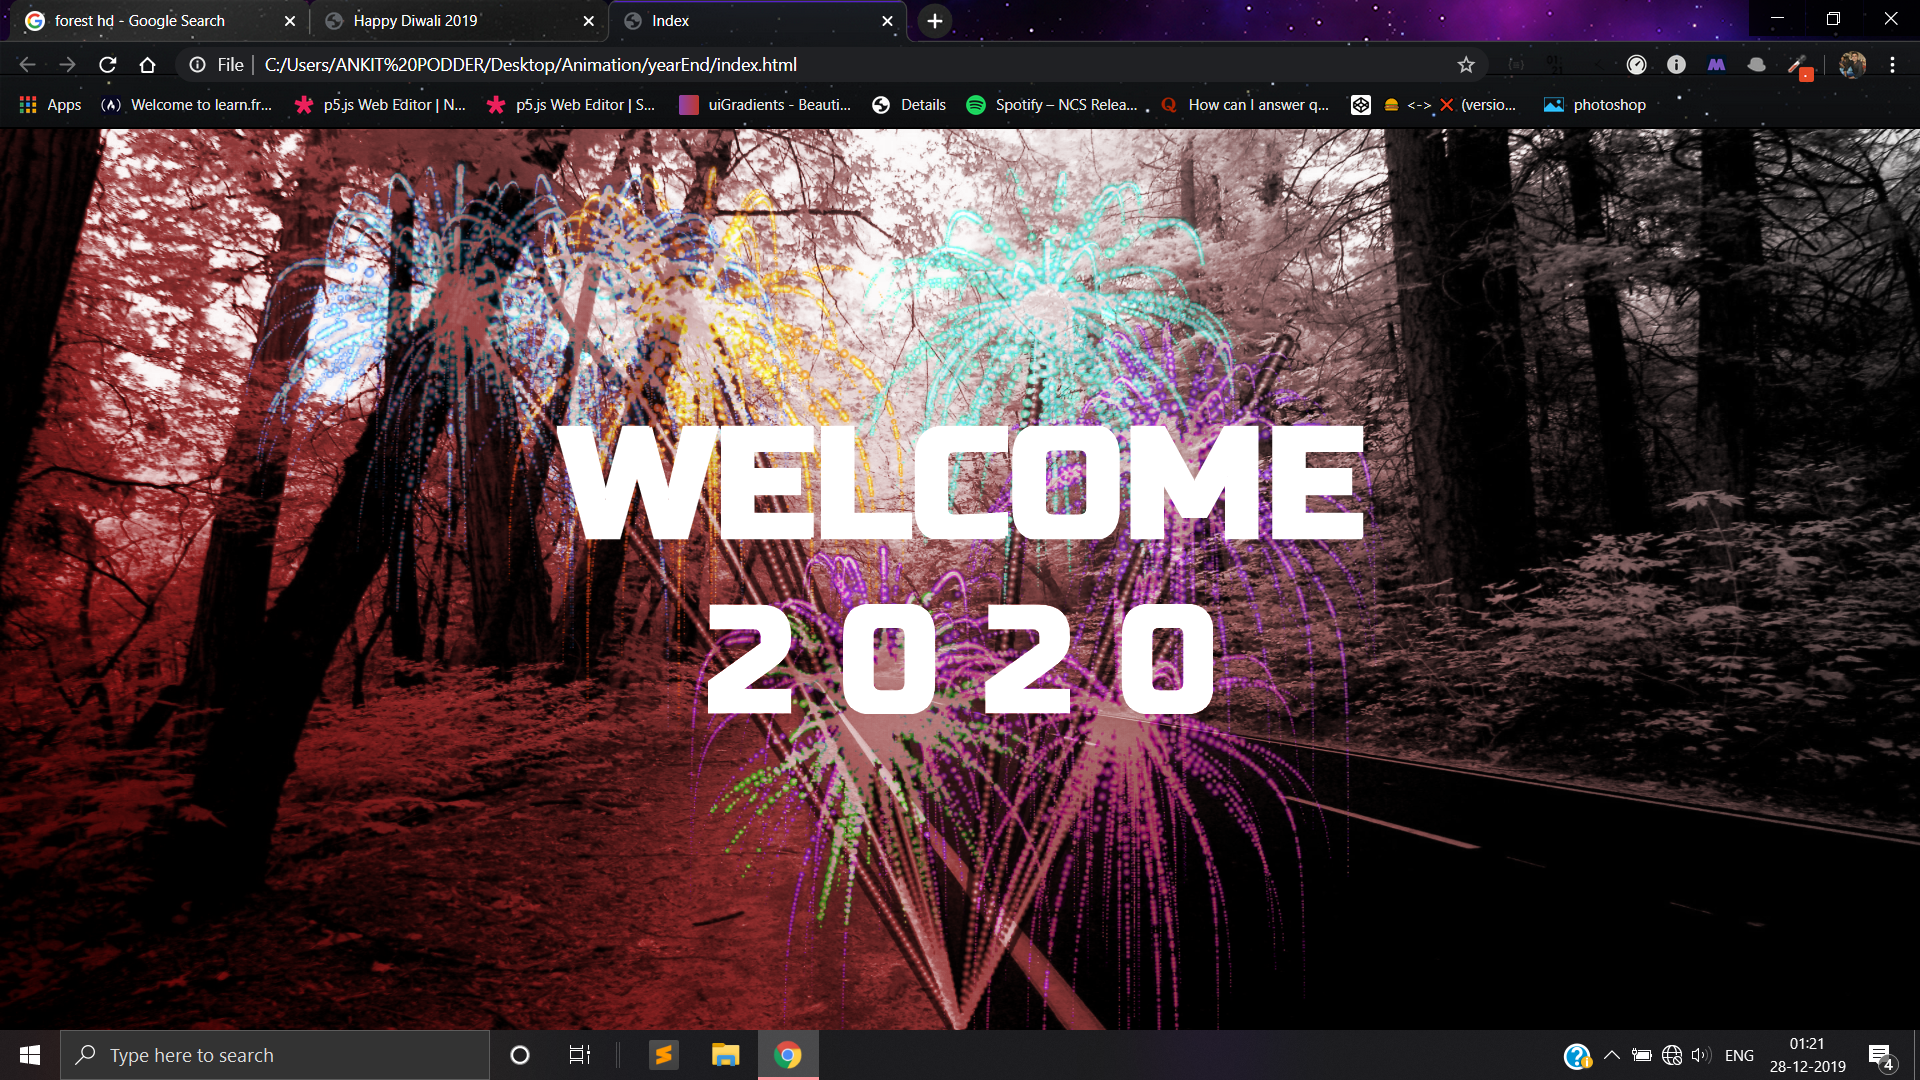 forest hd - Google Search
Happy Diwali 2019
Index
File
C:/Users/ANKIT%20PODDER/Desktop/Animation/yearEnd/index.html
Apps
Welcome to learn.fr...
p5.js Web Editor | N...
p5.js Web Editor | S...
uiGradients - Beauti...
Details
Spotify – NCS Relea...
How can I answer q...
<-> ❌ (versio...
photoshop
WELCOME
2020
Type here to search
ENG
01:21
28-12-2019
4